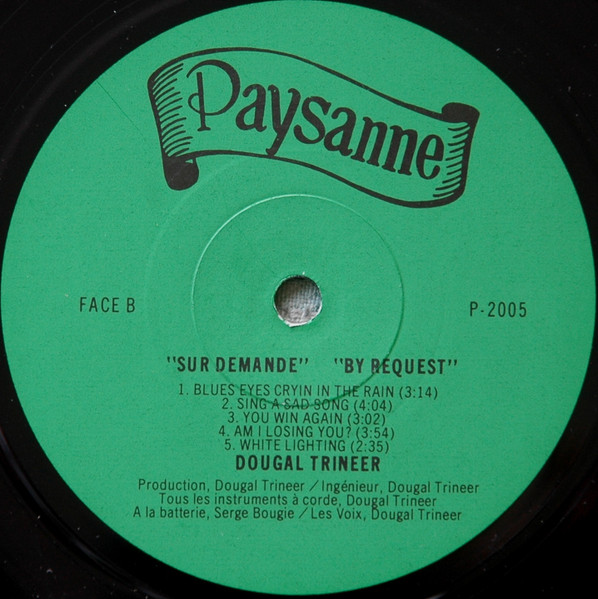 Paysanne
FACE B
P-2005
"SUR DEMANDE" "BY REQUEST"
1. BLUES EYES CRYIN IN THE RAIN (3:14)
2. SING A SAD SONG (4:04)
3. YOU WIN AGAIN (3:02)
4. AM I LOSING YOU? (3:54)
5. WHITE LIGHTING (2:35)
DOUGAL TRINEER
Production, Dougal Trineer / Ingénieur, Dougal Trineer
Tous les instruments à corde, Dougal Trineer
A la batterie, Serge Bougie / Les Voix, Dougal Trineer